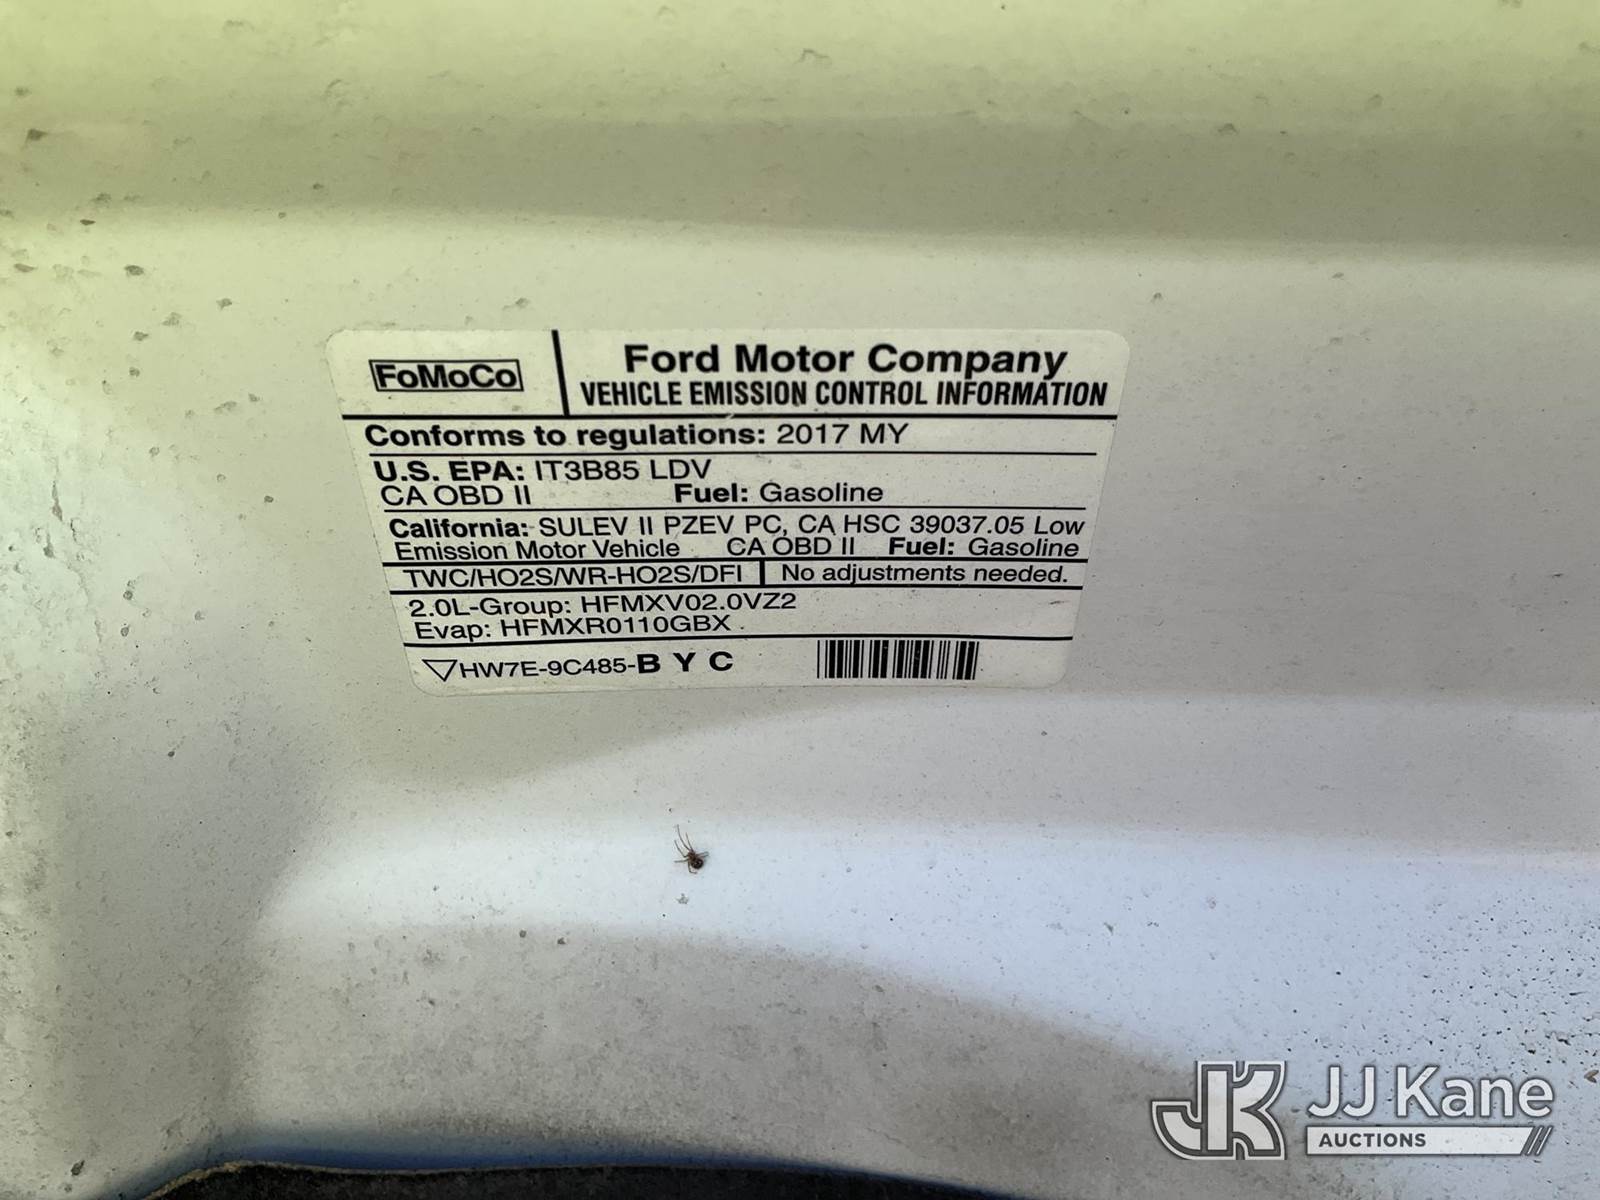 FoMoCo
Ford Motor Company
VEHICLE EMISSION CONTROL INFORMATION
Conforms to regulations: 2017 MY
U.S. EPA: IT3B85 LDV
CA OBD II Fuel: Gasoline
California: SULEV II PZEV PC, CA HSC 39037.05 Low
Emission Motor Vehicle CA OBD II Fuel: Gasoline
TWC/HO2S/WR-HO2S/DFI No adjustments needed.
2.0L-Group: HFMXV02.0VZ2
Evap: HFMXR0110GBX
HW7E-9C485-B Y C
JK JJ Kane
AUCTIONS